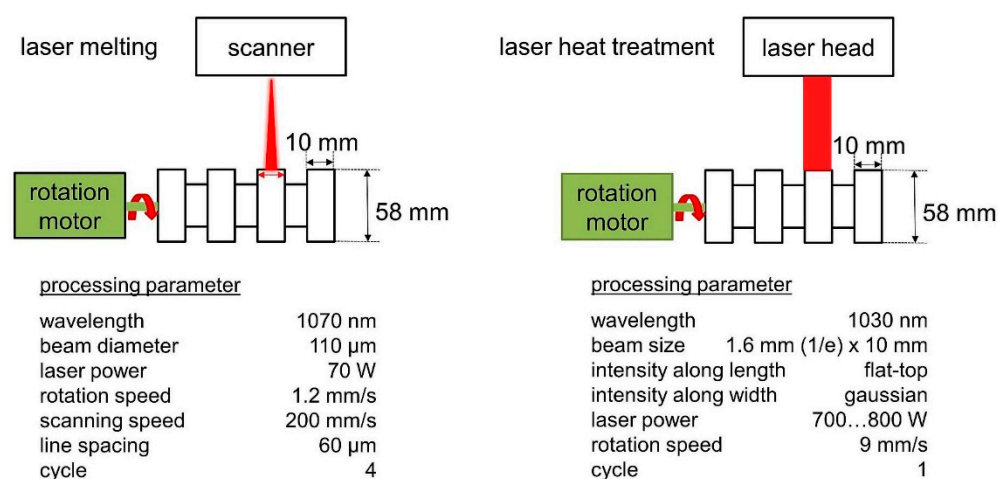 laser melting
scanner
10 mm
rotation
motor
58 mm
processing parameter
wavelength 1070 nm
beam diameter 110 µm
laser power 70 W
rotation speed 1.2 mm/s
scanning speed 200 mm/s
line spacing 60 µm
cycle 4
laser heat treatment
laser head
10 mm
rotation
motor
58 mm
processing parameter
wavelength 1030 nm
beam size 1.6 mm (1/e) x 10 mm
intensity along length flat-top
intensity along width gaussian
laser power 700...800 W
rotation speed 9 mm/s
cycle 1